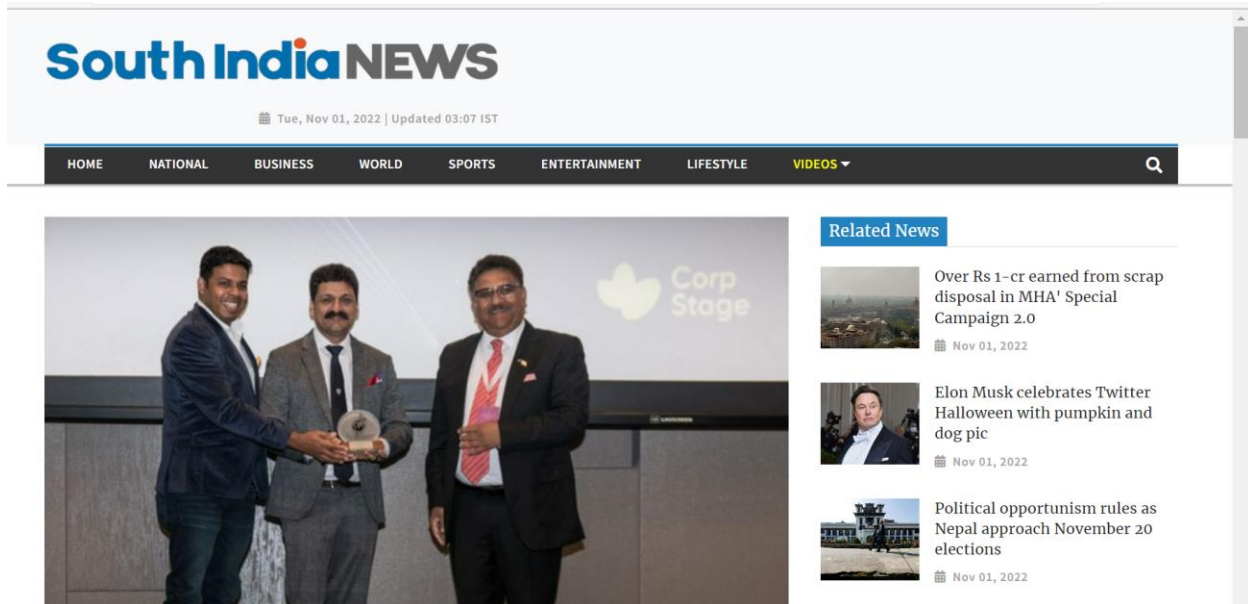 South India NEWS
Tue, Nov 01, 2022 | Updated 03:07 IST
HOME NATIONAL BUSINESS WORLD SPORTS ENTERTAINMENT LIFESTYLE VIDEOS
Corp
Stage
Related News
Over Rs 1-cr earned from scrap
disposal in MHA' Special
Campaign 2.0
Nov 01, 2022
Elon Musk celebrates Twitter
Halloween with pumpkin and
dog pic
Nov 01, 2022
Political opportunism rules as
Nepal approach November 20
elections
Nov 01, 2022